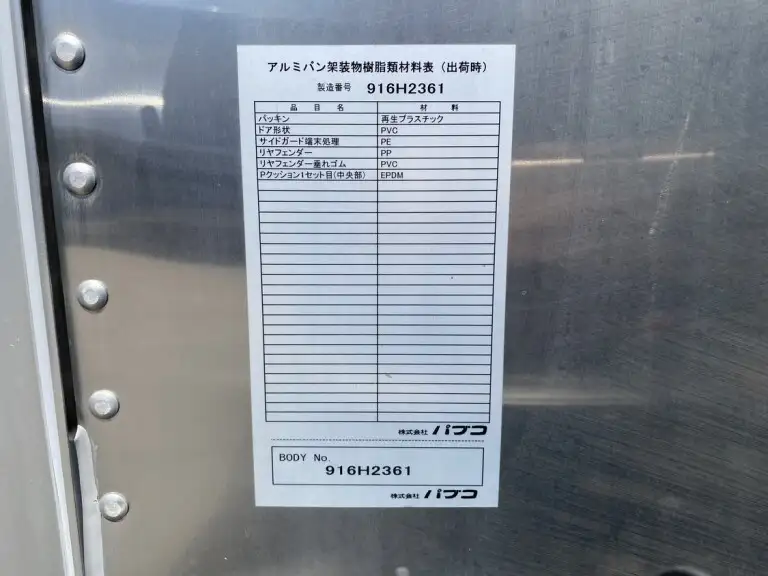 アルミバン架装物樹脂類材料表（出荷時）
製造番号 916H2361
品目名 材料
パッキン 再生プラスチック
ドア形状 PVC
サイドガード端末処理 PE
リヤフェンダー PP
リヤフェンダー垂れゴム PVC
Pクッション1セット目(中央部) EPDM
株式会社 パブコ
BODY No.
916H2361
株式会社 パブコ